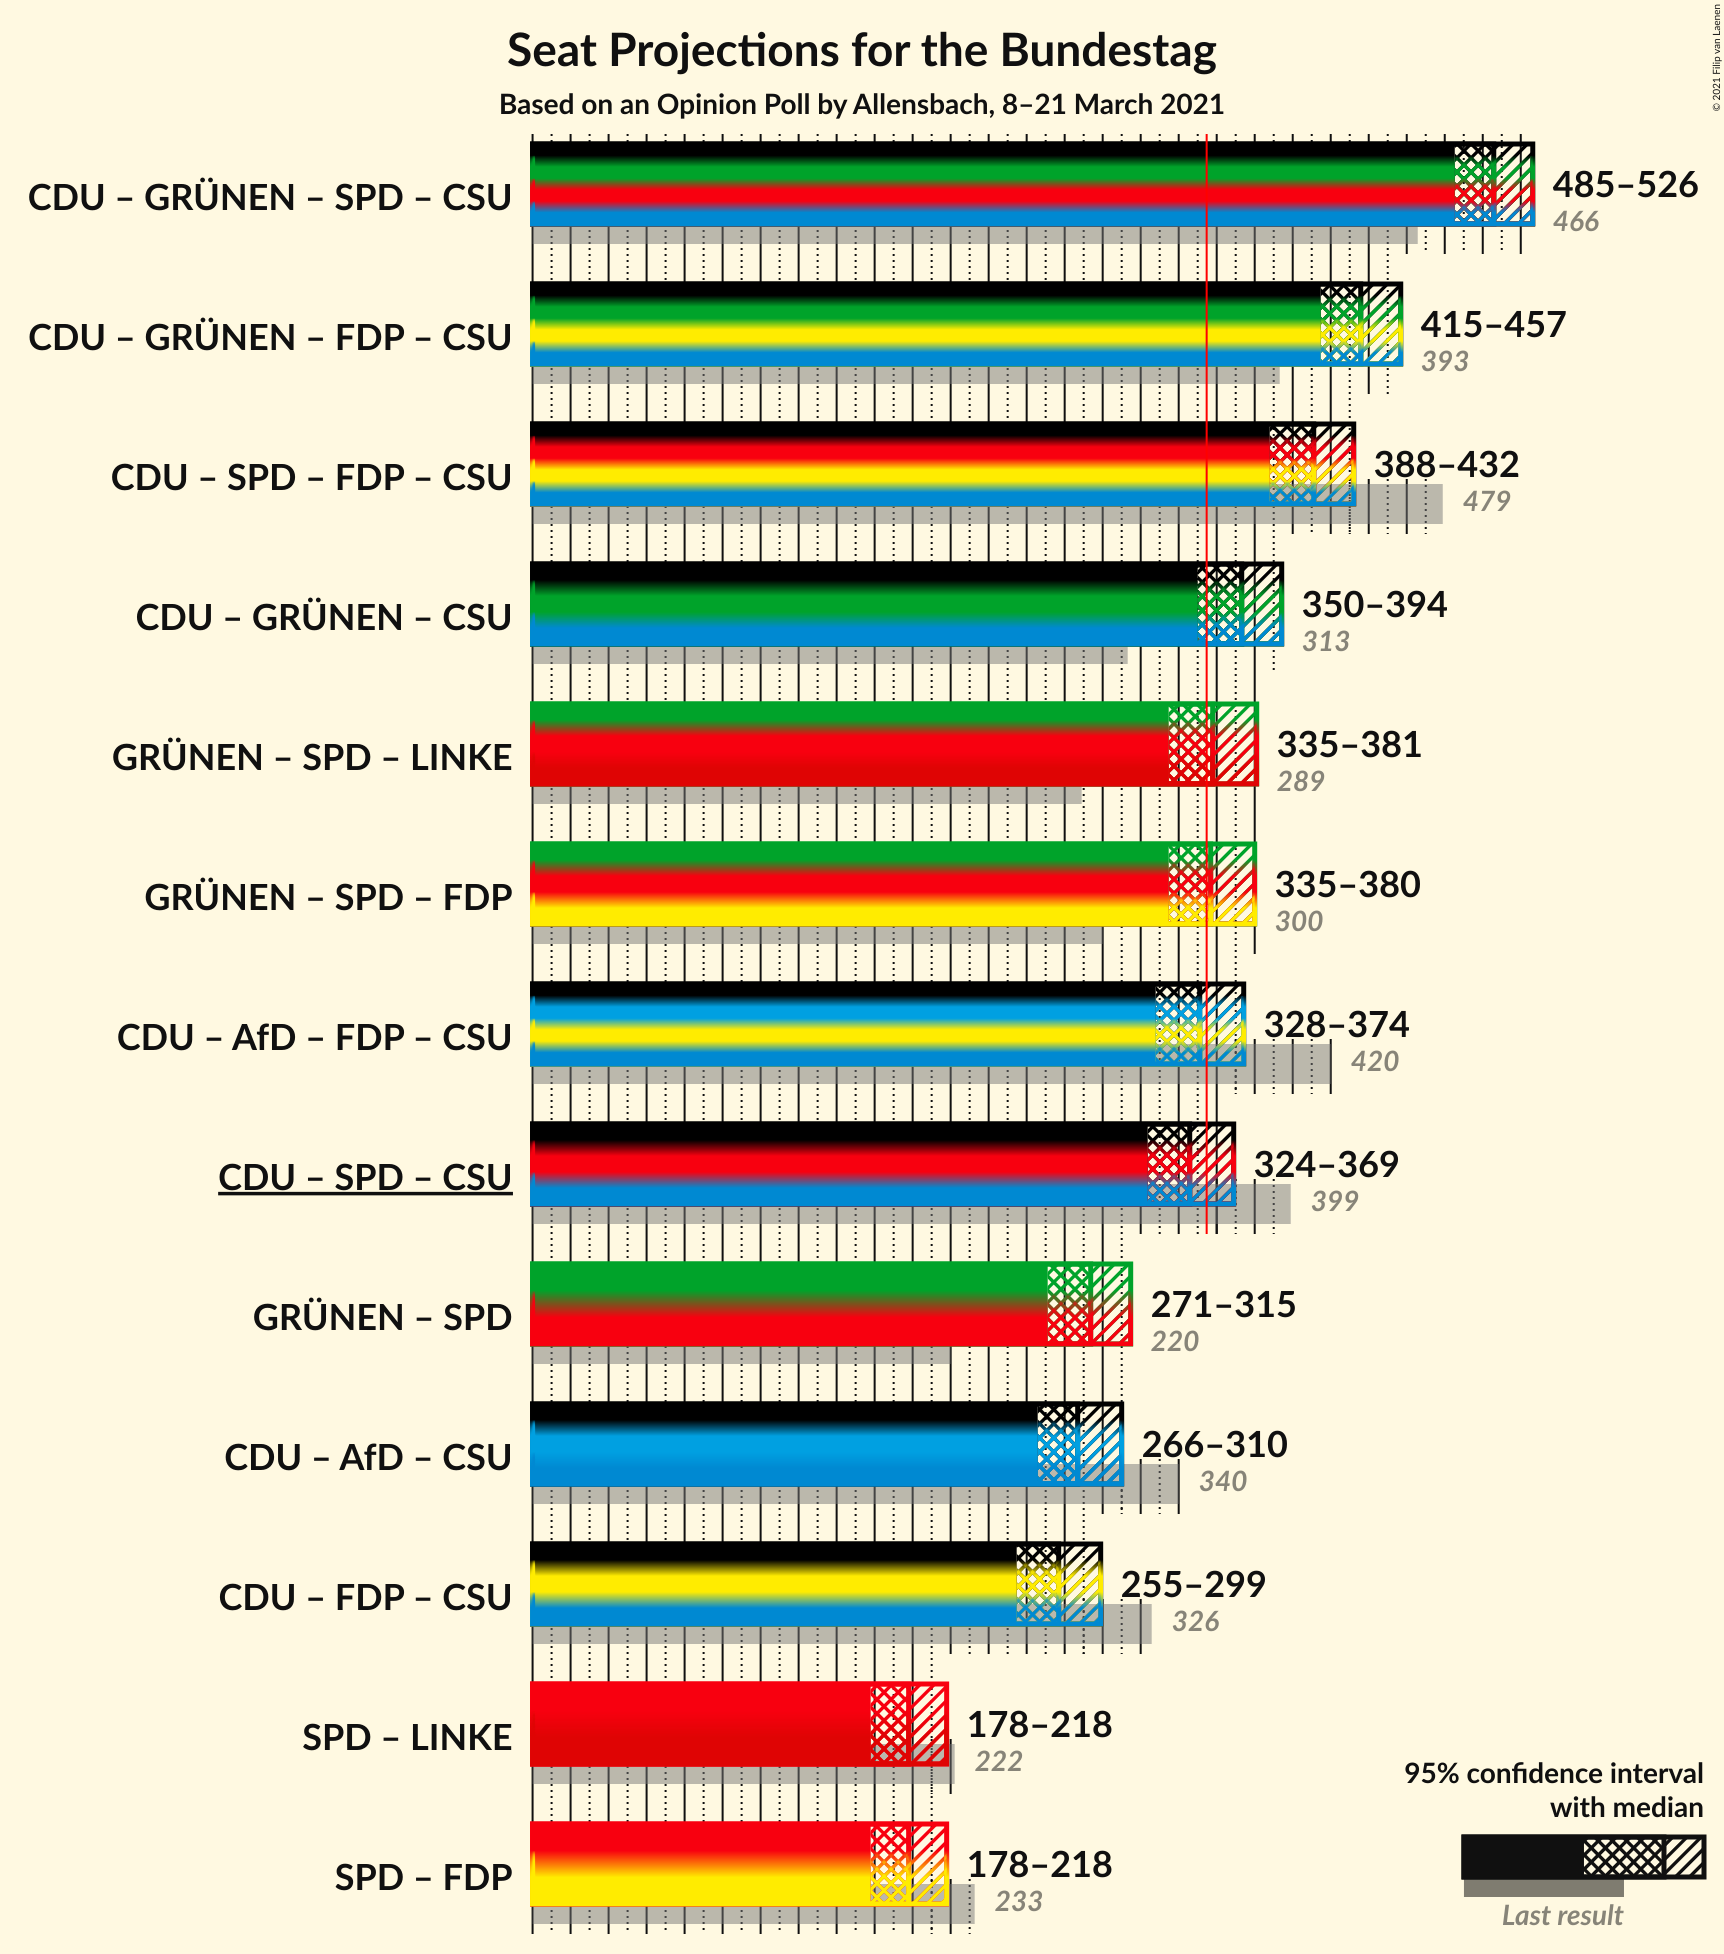 Seat Projections for the Bundestag
Based on an Opinion Poll by Allensbach, 8–21 March 2021
© 2021 Filip van Laenen
CDU – GRÜNEN – SPD – CSU
485–526
466
CDU – GRÜNEN – FDP – CSU
415–457
393
CDU – SPD – FDP – CSU
388–432
479
CDU – GRÜNEN – CSU
350–394
313
GRÜNEN – SPD – LINKE
335–381
289
GRÜNEN – SPD – FDP
335–380
300
CDU – AfD – FDP – CSU
328–374
420
CDU – SPD – CSU
324–369
399
GRÜNEN – SPD
271–315
220
CDU – AfD – CSU
266–310
340
CDU – FDP – CSU
255–299
326
SPD – LINKE
178–218
222
SPD – FDP
178–218
233
95% confidence interval
with median
Last result